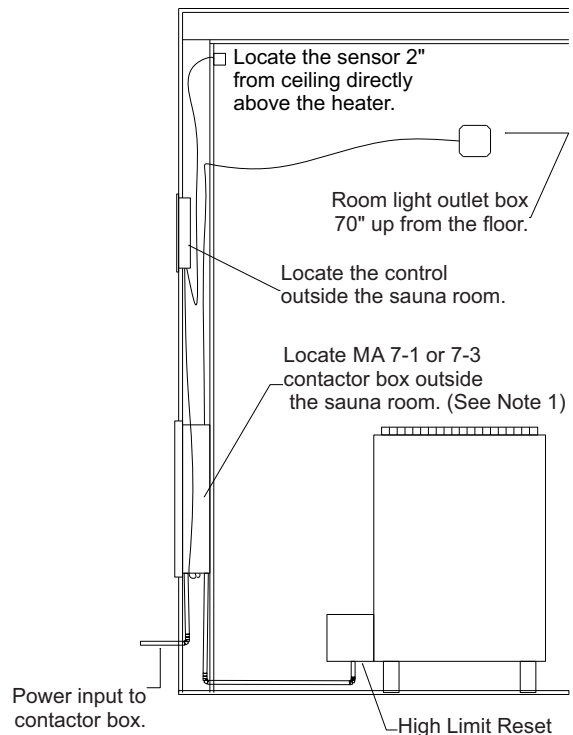 Locate the sensor 2"
from ceiling directly
above the heater.
Room light outlet box
70" up from the floor.
Locate the control
outside the sauna room.
Locate MA 7-1 or 7-3
contactor box outside
the sauna room. (See Note 1)
Power input to
contactor box.
High Limit Reset